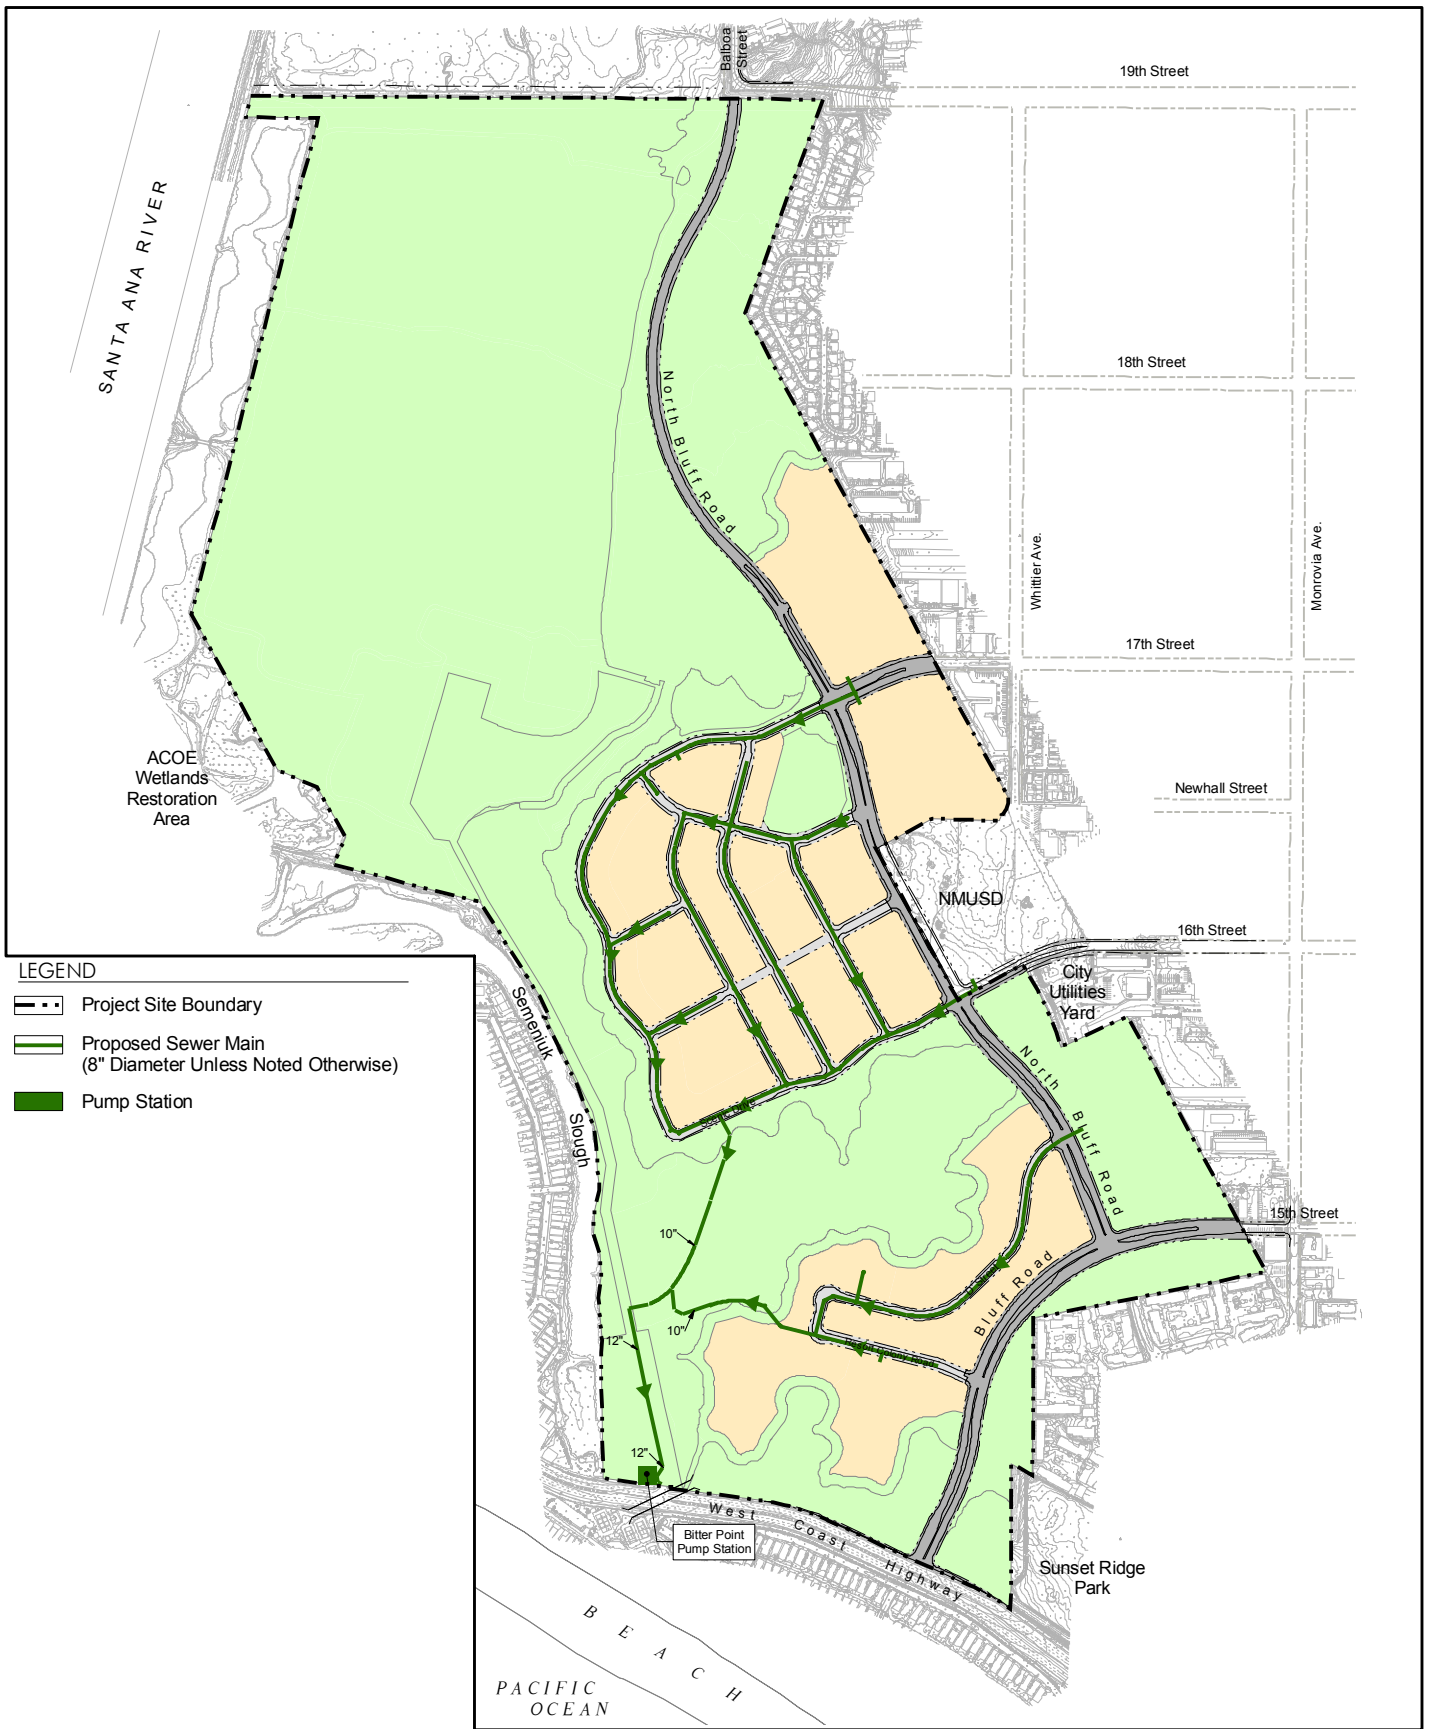 Balboa
Street
19th Street
SANTA ANA RIVER
18th Street
North Bluff Road
Whittier Ave.
Monrovia Ave.
17th Street
ACOE
Wetlands
Restoration
Area
Newhall Street
NMUSD
16th Street
City
Utilities
Yard
LEGEND
Project Site Boundary
Proposed Sewer Main
(8" Diameter Unless Noted Otherwise)
Pump Station
Semeniuk
Slough
North
Bluff Road
15th Street
10"
Bluff Road
10"
12"
Colony Road
12"
Bitter Point
Pump Station
West Coast Highway
Sunset Ridge
Park
BEACH
PACIFIC
OCEAN